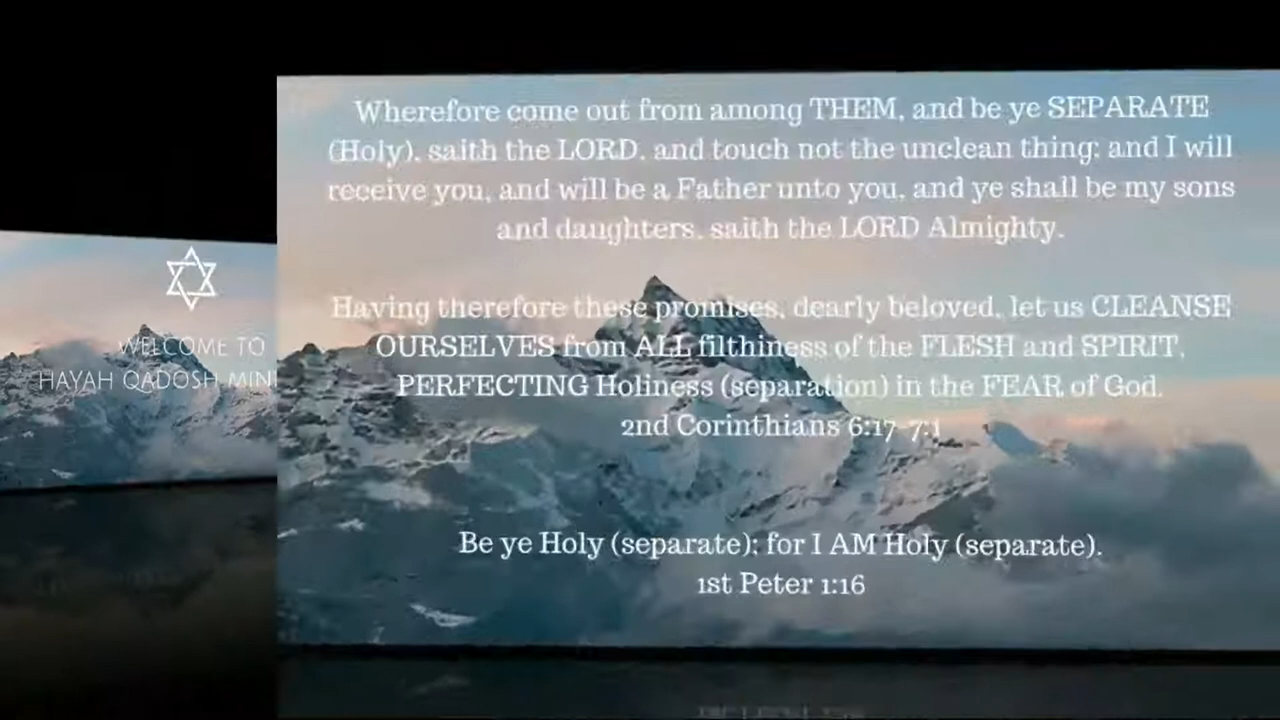 WELCOME TO
HAYAH QADOSH MIN
Wherefore come out from among THEM, and be ye SEPARATE
(Holy), saith the LORD, and touch not the unclean thing; and I will
receive you, and will be a Father unto you, and ye shall be my sons
and daughters, saith the LORD Almighty.
Having therefore these promises, dearly beloved, let us CLEANSE
OURSELVES from ALL filthiness of the FLESH and SPIRIT,
PERFECTING Holiness (separation) in the FEAR of God.
2nd Corinthians 6:17-7:1
Be ye Holy (separate); for I AM Holy (separate).
1st Peter 1:16